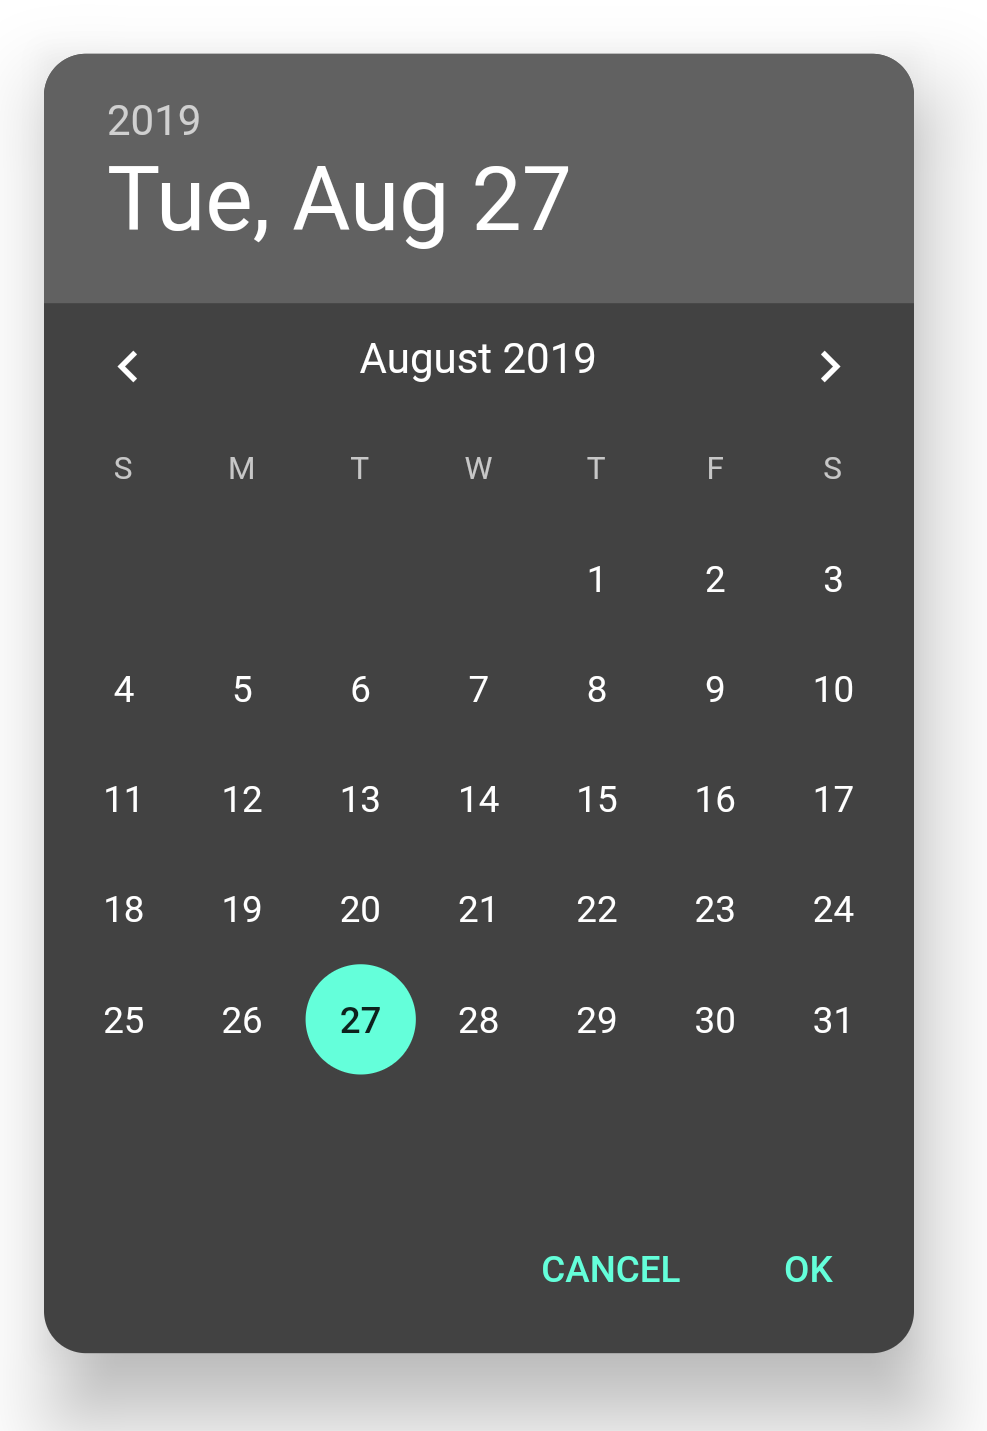 2019
Tue, Aug 27
August 2019
S M T W T F S
1 2 3
4 5 6 7 8 9 10
11 12 13 14 15 16 17
18 19 20 21 22 23 24
25 26 27 28 29 30 31
CANCEL OK